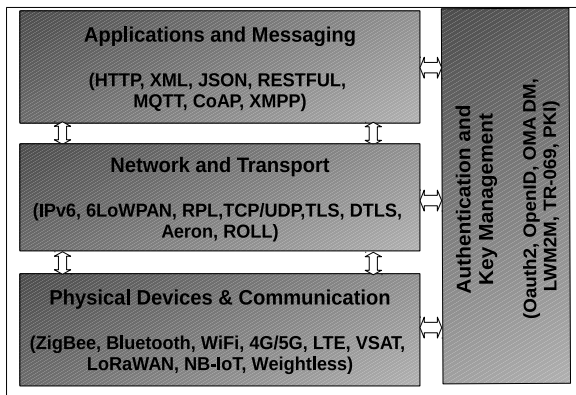 Applications and Messaging
(HTTP, XML, JSON, RESTFUL,
MQTT, CoAP, XMPP)
Network and Transport
(IPv6, 6LoWPAN, RPL,TCP/UDP,TLS, DTLS,
Aeron, ROLL)
Physical Devices & Communication
(ZigBee, Bluetooth, WiFi, 4G/5G, LTE, VSAT,
LoRaWAN, NB-IoT, Weightless)
Authentication and
Key Management
(Oauth2, OpenID, OMA DM,
LWM2M, TR-069, PKI)